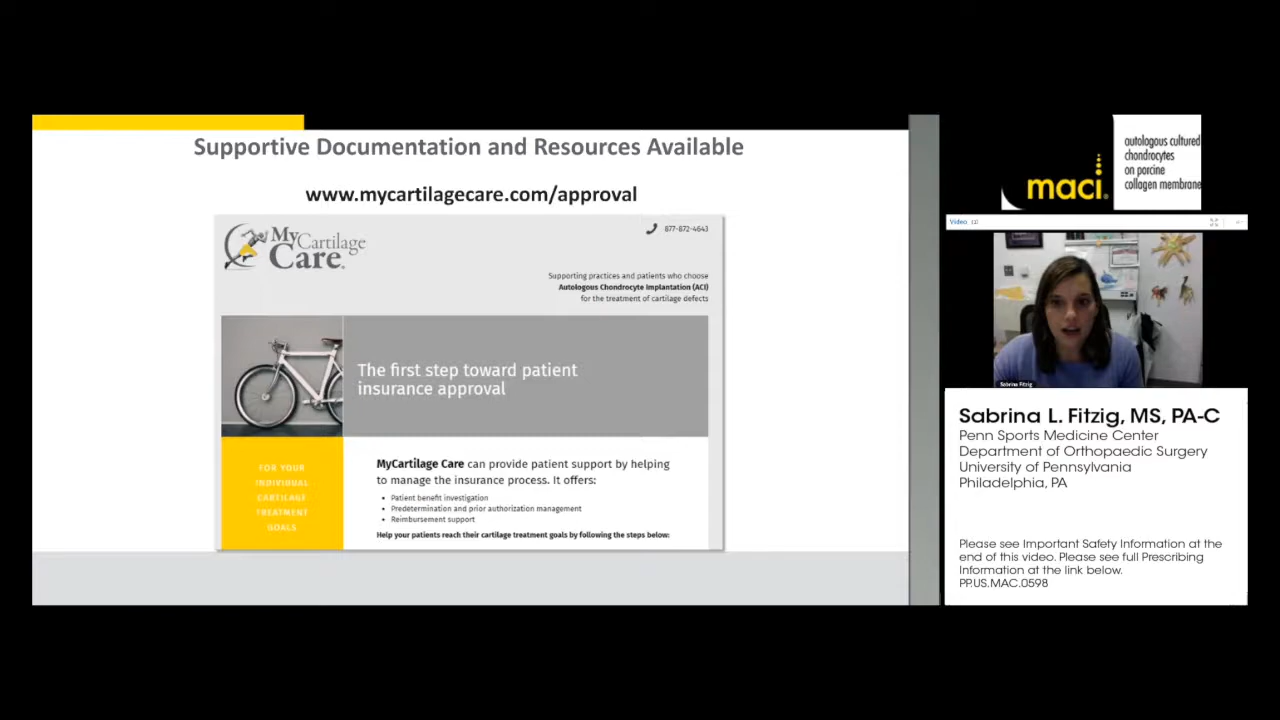 Supportive Documentation and Resources Available
www.mycartilagecare.com/approval
MyCartilage
Care®
877-872-4643
Supporting practices and patients who choose
Autologous Chondrocyte Implantation (ACI)
for the treatment of cartilage defects
The first step toward patient
insurance approval
FOR YOUR
INDIVIDUAL
CARTILAGE
TREATMENT
GOALS
MyCartilage Care can provide patient support by helping
to manage the insurance process. It offers:
• Patient benefit investigation
• Predetermination and prior authorization management
• Reimbursement support
Help your patients reach their cartilage treatment goals by following the steps below:
maci®
autologous cultured
chondrocytes
on porcine
collagen membrane
Video
Sabrina Fitzig
Sabrina L. Fitzig, MS, PA-C
Penn Sports Medicine Center
Department of Orthopaedic Surgery
University of Pennsylvania
Philadelphia, PA
Please see Important Safety Information at the
end of this video. Please see full Prescribing
Information at the link below.
PP.US.MAC.0598